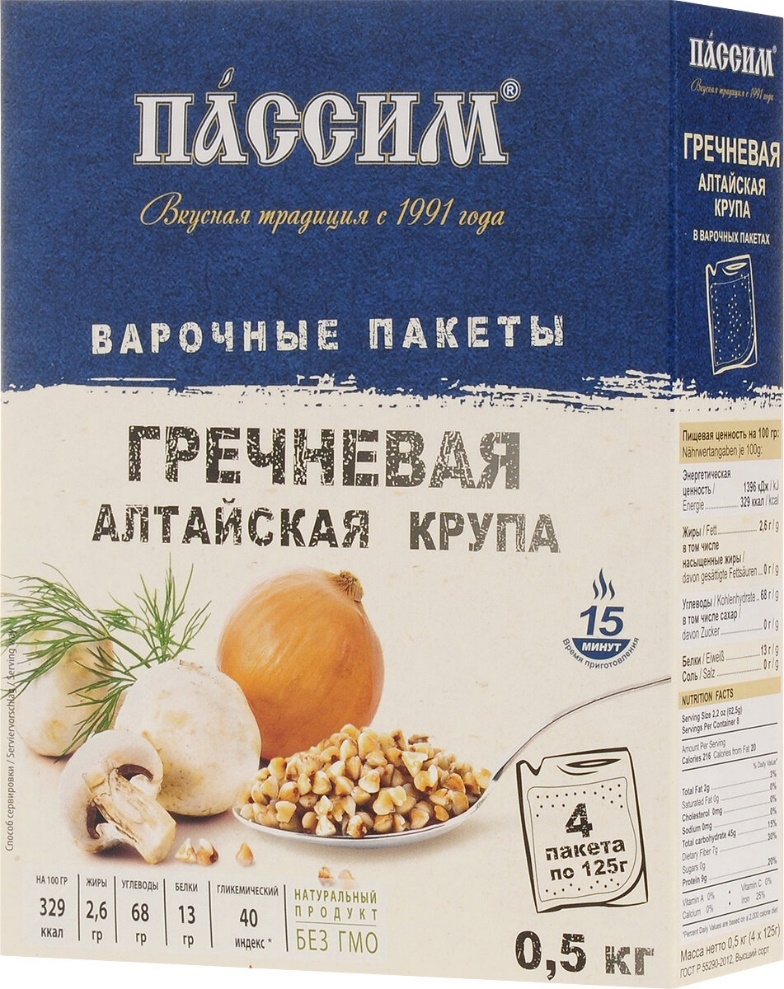 ПАССИМ®
Вкусная традиция с 1991 года
ВАРОЧНЫЕ ПАКЕТЫ
ГРЕЧНЕВАЯ
АЛТАЙСКАЯ КРУПА
15
МИНУТ
Время приготовления
4
пакета
по 125г
Способ сервировки / Serviervorschlag / Serving
НА 100 ГР
329
ккал
ЖИРЫ
2,6
гр
УГЛЕВОДЫ
68
гр
БЕЛКИ
13
гр
ГЛИКЕМИЧЕСКИЙ
40
индекс *
НАТУРАЛЬНЫЙ
ПРОДУКТ
БЕЗ ГМО
0,5 кг
ПАССИМ®
Вкусная традиция с 1991 года
ГРЕЧНЕВАЯ
АЛТАЙСКАЯ
КРУПА
В ВАРОЧНЫХ ПАКЕТАХ
Пищевая ценность на 100 гр:
Nährwertangaben je 100g:
Энергетическая
ценность / 1396 кДж / kJ
Energie 329 ккал / kcal
Жиры / Fett 2,6 г / g
в том числе
насыщенные жиры /
davon gesättigte Fettsäuren 0 г / g
Углеводы / Kohlenhydrate 68 г / g
в том числе сахар /
davon Zucker 0 г / g
Белки / Eiweiß 13 г / g
Соль / Salz 0 г / g
NUTRITION FACTS
Serving Size 2,2 oz (62,5g)
Servings Per Container 8
Amount Per Serving
Calories 216 Calories from Fat 20
% Daily Value*
Total Fat 2g 3%
Saturated Fat 0g 0%
Cholesterol 0mg 0%
Sodium 0mg 0%
Total carbohydrate 45g 15%
Dietary Fiber 7g 30%
Sugars 0g
Protein 9g 20%
Vitamin A 0% • Vitamin C 0%
Calcium 0% • Iron 25%
*Percent Daily Values are based on a 2,000 calorie diet
Масса нетто 0,5 кг (4 x 125г)
ГОСТ Р 55290-2012. Высший сорт